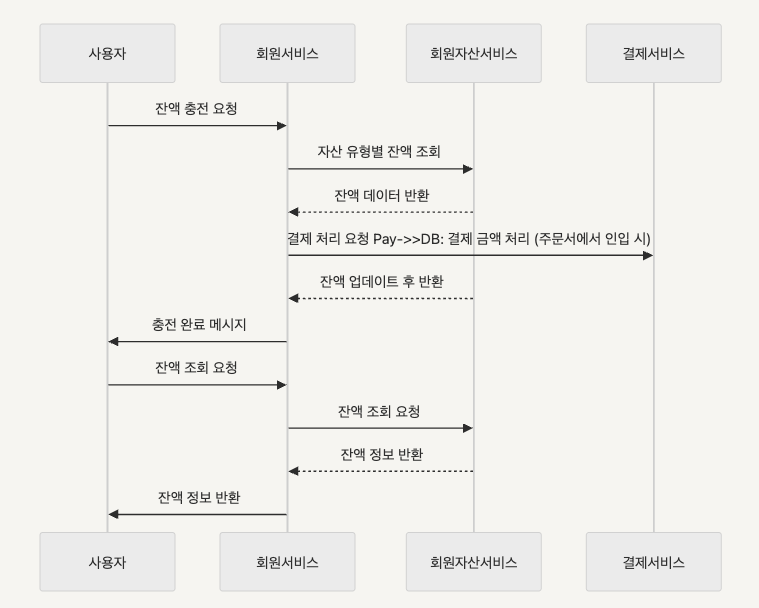 사용자
회원서비스
회원자산서비스
결제서비스
잔액 충전 요청
자산 유형별 잔액 조회
잔액 데이터 반환
결제 처리 요청 Pay->>DB: 결제 금액 처리 (주문서에서 인입 시)
잔액 업데이트 후 반환
충전 완료 메시지
잔액 조회 요청
잔액 조회 요청
잔액 정보 반환
잔액 정보 반환
사용자
회원서비스
회원자산서비스
결제서비스